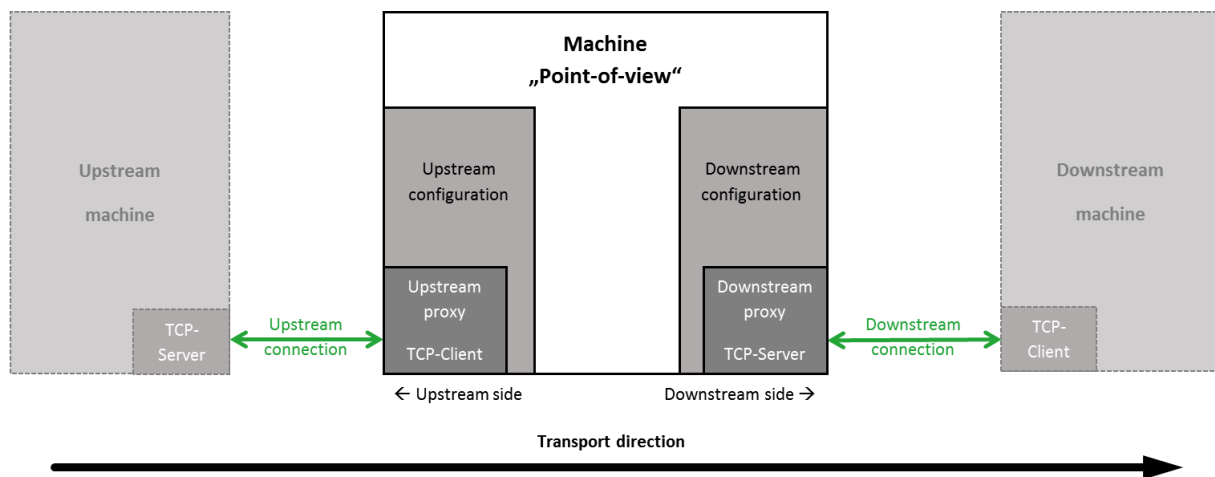 Machine
„Point-of-view“
Upstream
machine
Upstream
configuration
Downstream
configuration
Downstream
machine
Upstream
proxy
TCP-Client
Downstream
proxy
TCP-Server
TCP-
Server
Upstream
connection
Downstream
connection
TCP-
Client
← Upstream side
Downstream side →
Transport direction